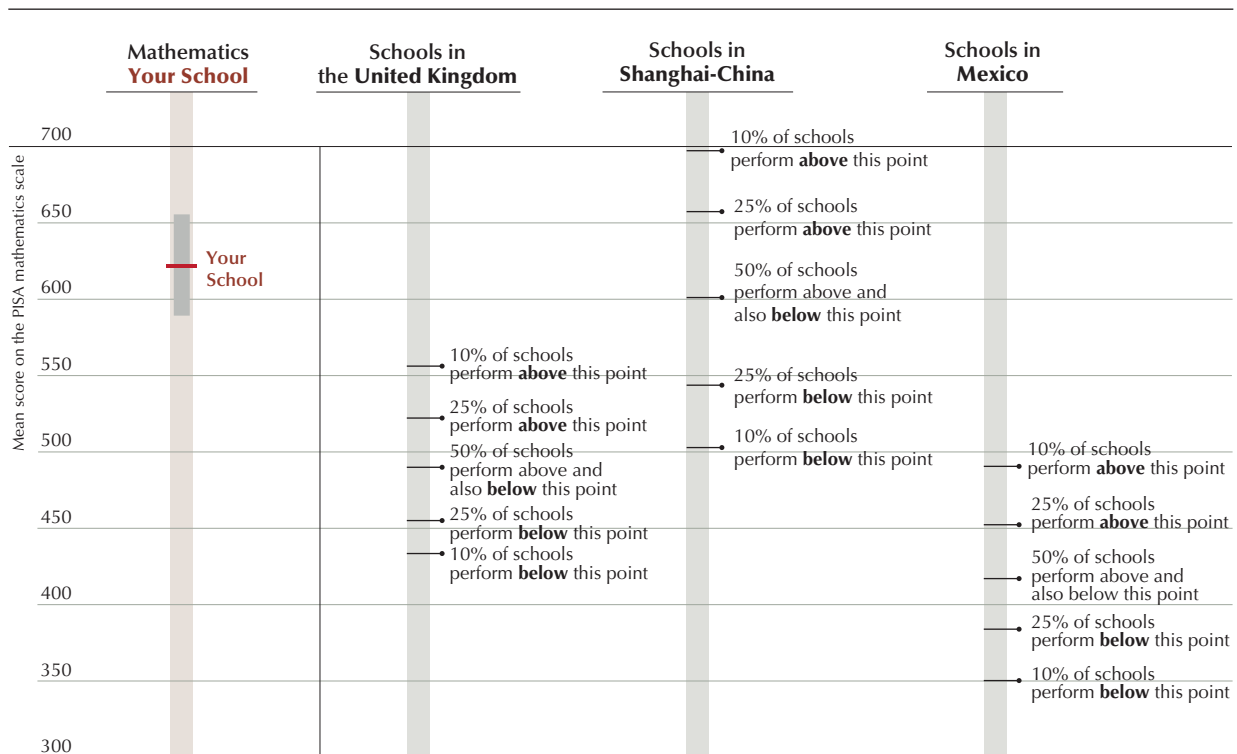 Mathematics
Your School
Schools in
the United Kingdom
Schools in
Shanghai-China
Schools in
Mexico
Mean score on the PISA mathematics scale
700
650
600
550
500
450
400
350
300
Your
School
10% of schools
perform above this point
25% of schools
perform above this point
50% of schools
perform above and
also below this point
25% of schools
perform below this point
10% of schools
perform below this point
10% of schools
perform above this point
25% of schools
perform above this point
50% of schools
perform above and
also below this point
25% of schools
perform below this point
10% of schools
perform below this point
10% of schools
perform above this point
25% of schools
perform above this point
50% of schools
perform above and
also below this point
25% of schools
perform below this point
10% of schools
perform below this point